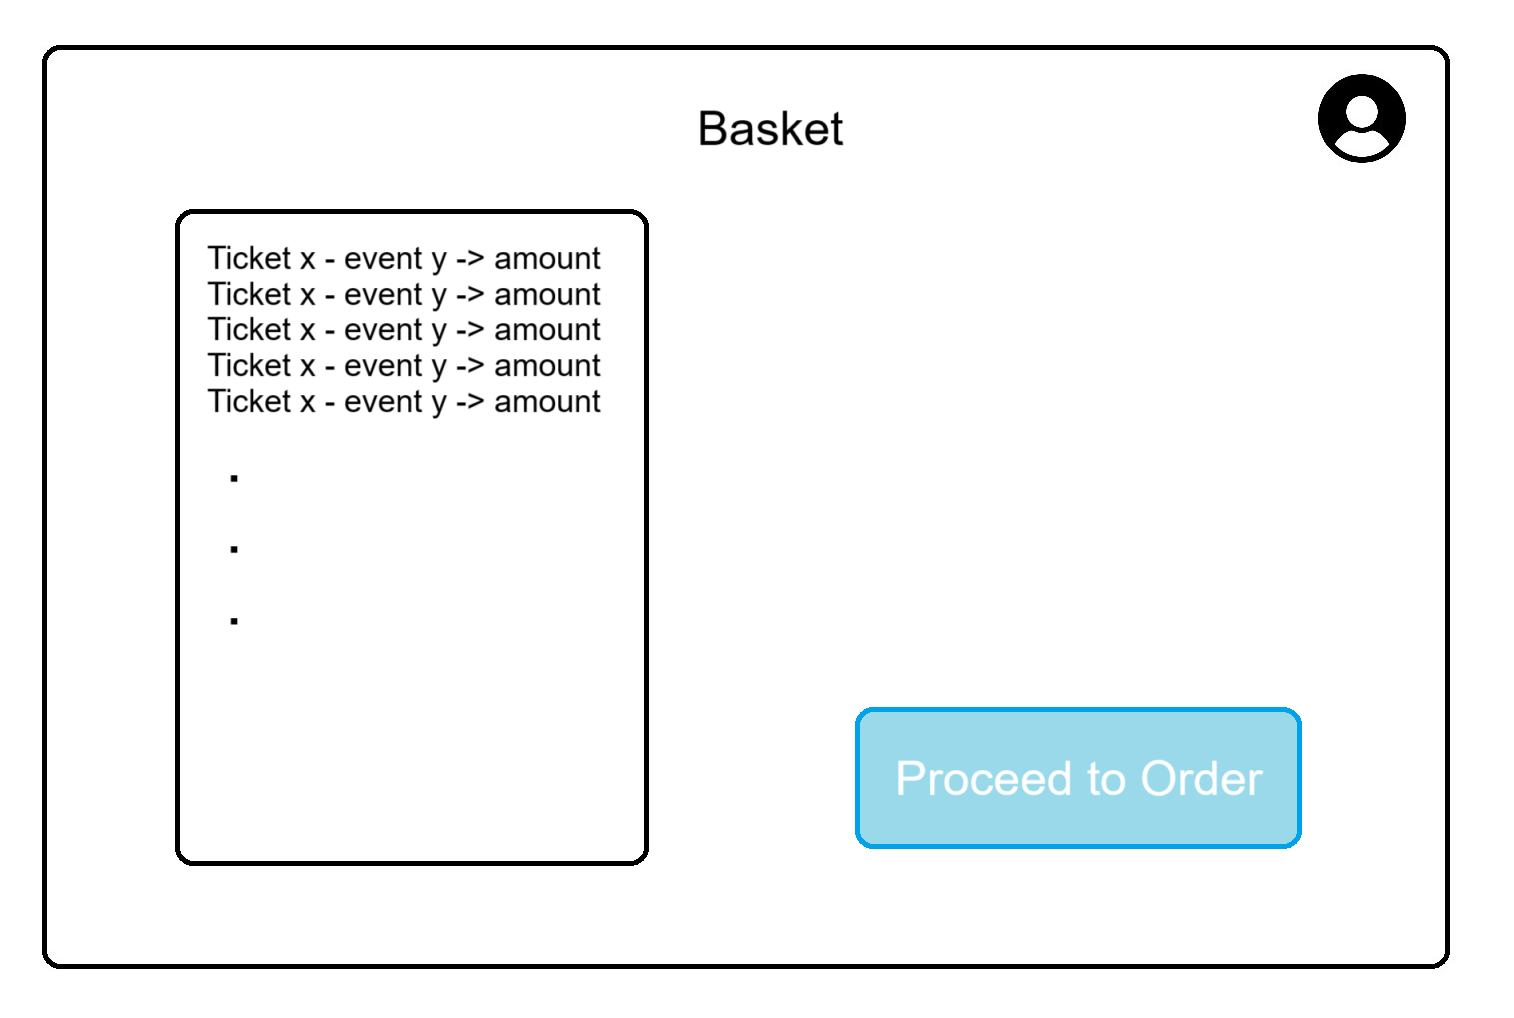 Basket
Ticket x - event y -> amount
Ticket x - event y -> amount
Ticket x - event y -> amount
Ticket x - event y -> amount
Ticket x - event y -> amount
.
.
.
Proceed to Order